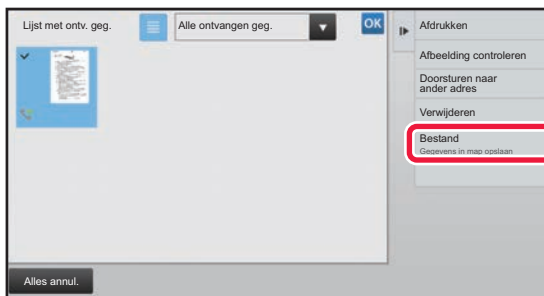 Lijst met ontv. geg.
Alle ontvangen geg.
OK
Afdrukken
Afbeelding controleren
Doorsturen naar
ander adres
Verwijderen
Bestand
Gegevens in map opslaan
Alles annul.